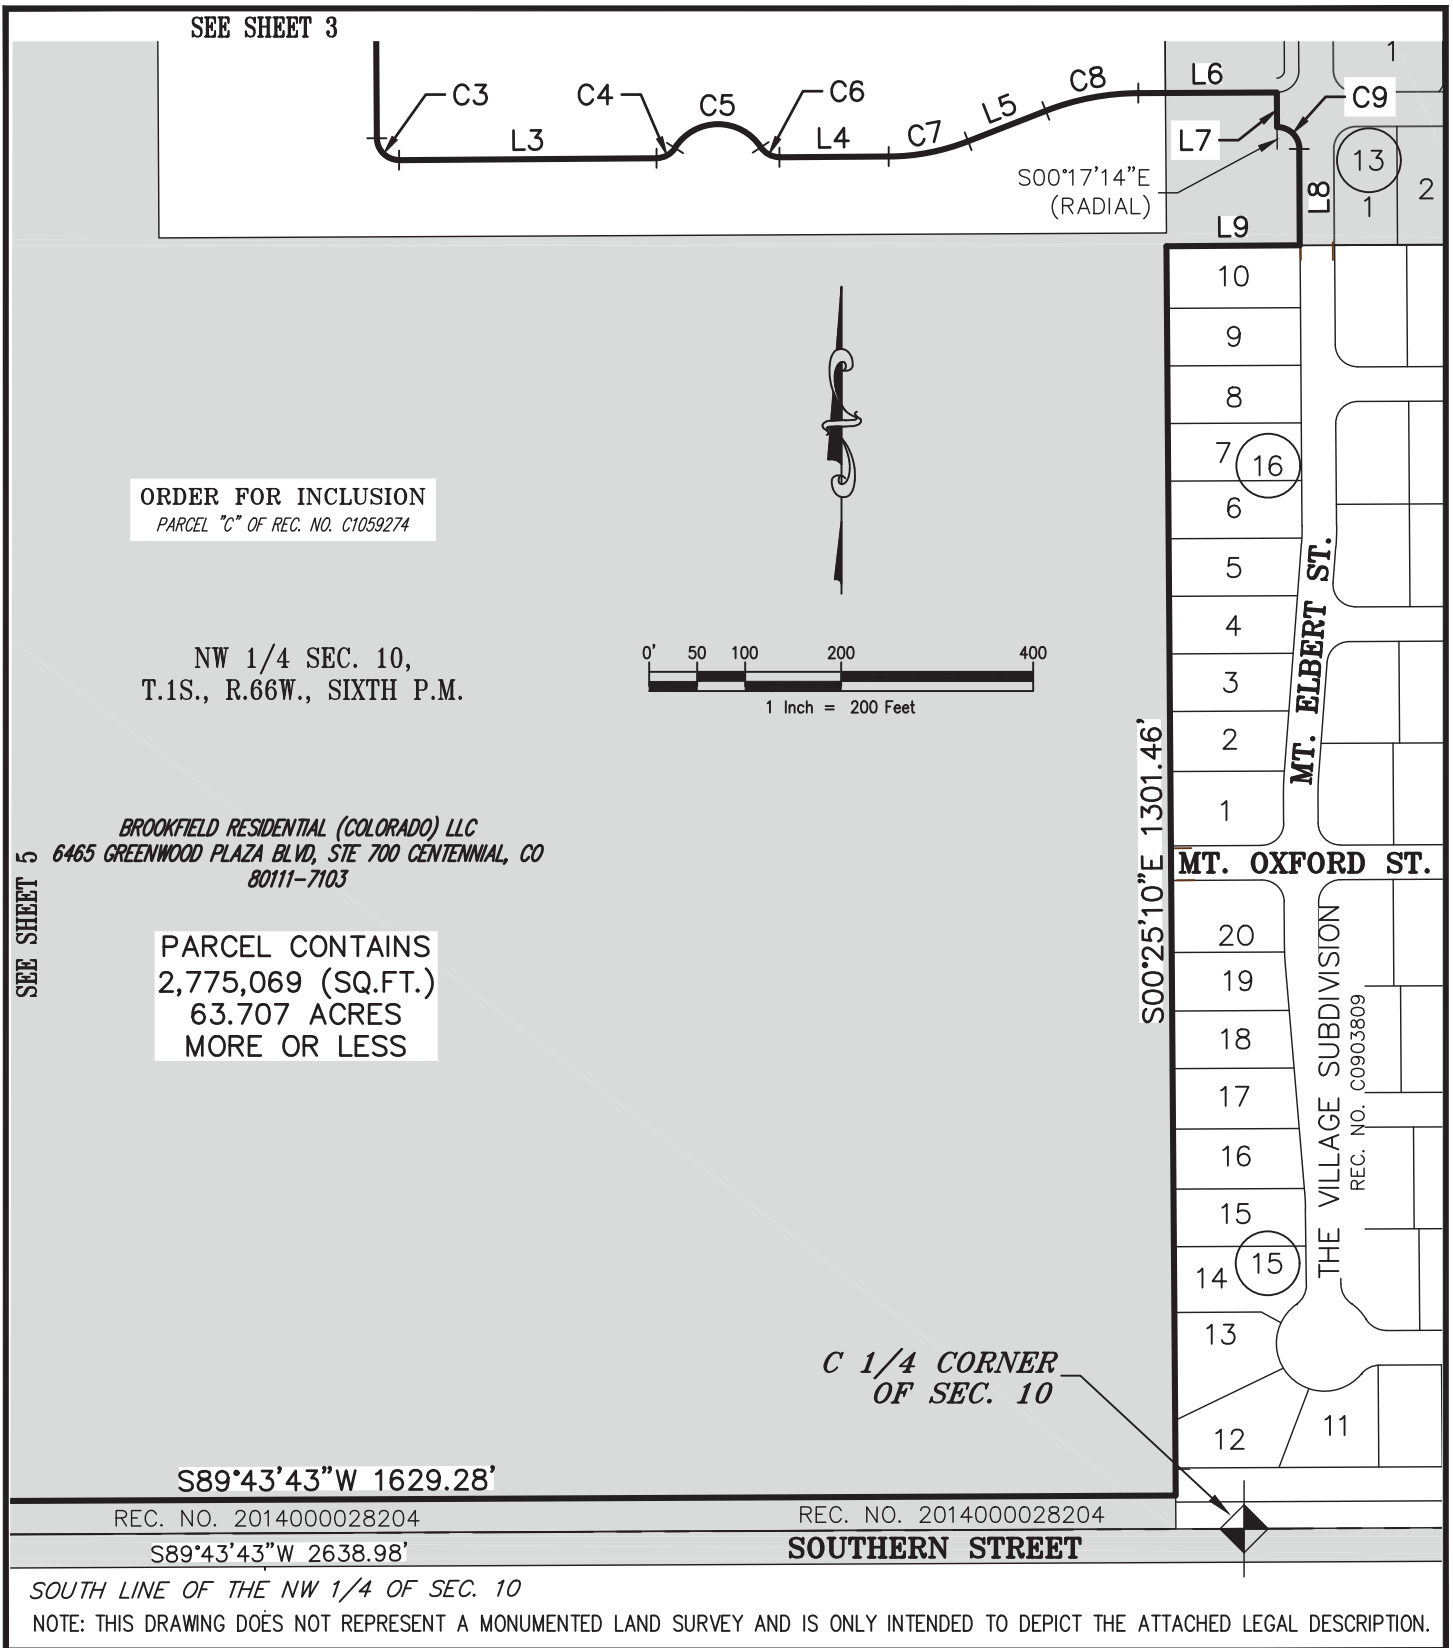 SEE SHEET 3
1
C3
C4
C5
C6
C8
L6
C9
L3
L4
C7
L5
L7
13
S00°17'14"E
(RADIAL)
L8
1
2
L9
10
9
8
7
16
6
5
4
3
2
1
MT. ELBERT ST.
ORDER FOR INCLUSION
PARCEL "C" OF REC. NO. C1059274
NW 1/4 SEC. 10,
T.1S., R.66W., SIXTH P.M.
0' 50 100 200 400
1 Inch = 200 Feet
S00°25'10"E 1301.46'
BROOKFIELD RESIDENTIAL (COLORADO) LLC
6465 GREENWOOD PLAZA BLVD, STE 700 CENTENNIAL, CO
80111-7103
SEE SHEET 5
MT. OXFORD ST.
PARCEL CONTAINS
2,775,069 (SQ.FT.)
63.707 ACRES
MORE OR LESS
20
19
18
17
16
15
14
15
13
12
11
THE VILLAGE SUBDIVISION
REC. NO. C0903809
C 1/4 CORNER
OF SEC. 10
S89°43'43"W 1629.28'
REC. NO. 2014000028204
REC. NO. 2014000028204
S89°43'43"W 2638.98'
SOUTHERN STREET
SOUTH LINE OF THE NW 1/4 OF SEC. 10
NOTE: THIS DRAWING DOES NOT REPRESENT A MONUMENTED LAND SURVEY AND IS ONLY INTENDED TO DEPICT THE ATTACHED LEGAL DESCRIPTION.